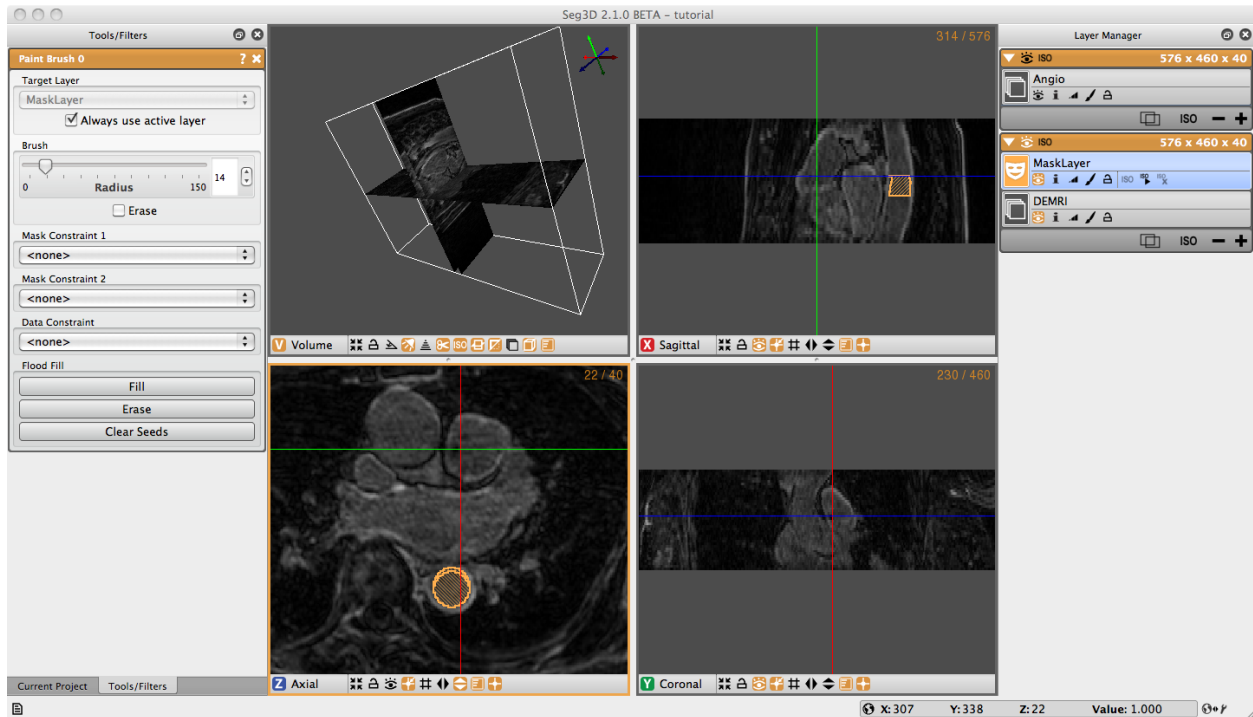 Seg3D 2.1.0 BETA - tutorial
Tools/Filters
Paint Brush 0
?
Target Layer
MaskLayer
Always use active layer
Brush
14
0 Radius 150
Erase
Mask Constraint 1
<none>
Mask Constraint 2
<none>
Data Constraint
<none>
Flood Fill
Fill
Erase
Clear Seeds
Current Project Tools/Filters
V Volume
ISO
314 / 576
X Sagittal
22 / 40
Z Axial
230 / 460
Y Coronal
Layer Manager
ISO 576 x 460 x 40
Angio
ISO
ISO 576 x 460 x 40
MaskLayer
ISO ISO ISO
DEMRI
ISO
X: 307 Y: 338 Z: 22 Value: 1.000